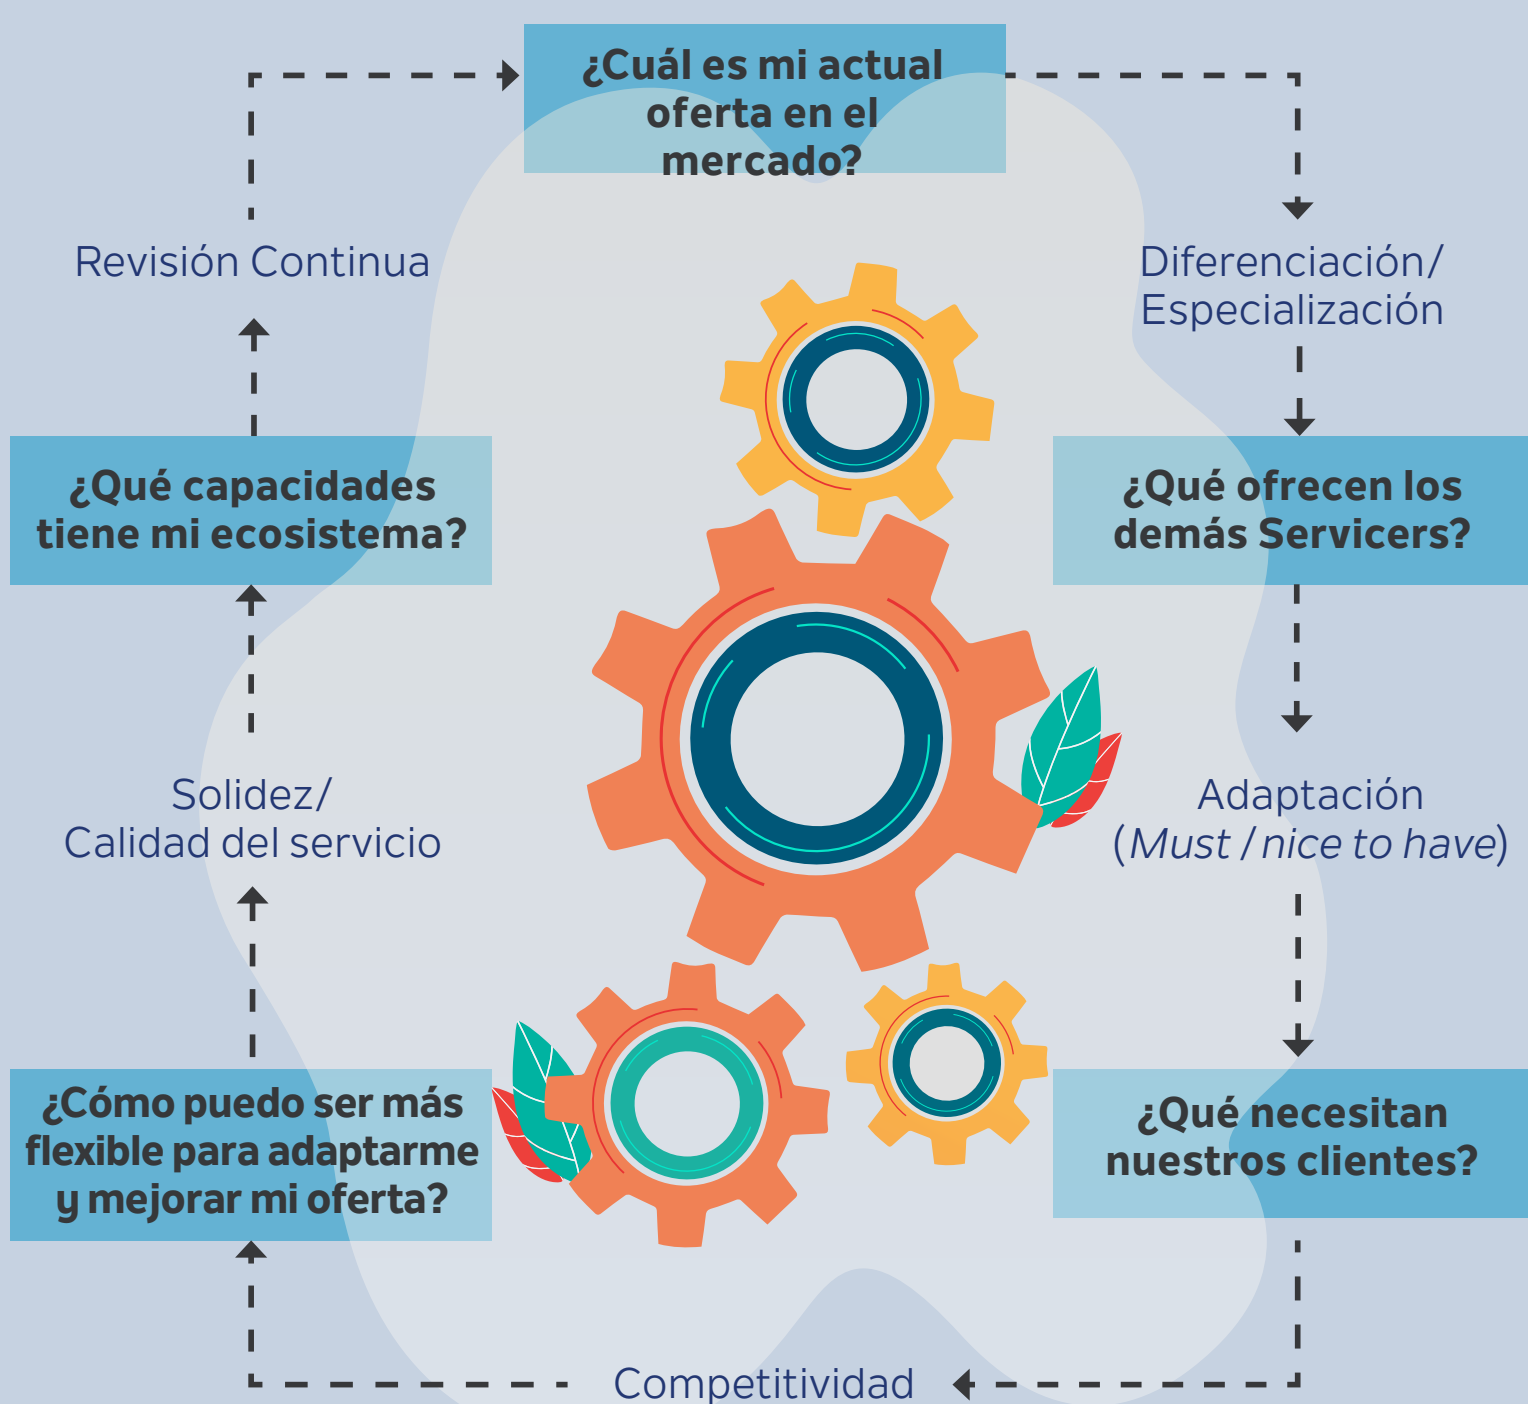 ¿Cuál es mi actual
oferta en el
mercado?
Diferenciación/
Especialización
¿Qué ofrecen los
demás Servicers?
Adaptación
(Must / nice to have)
¿Qué necesitan
nuestros clientes?
Competitividad
¿Cómo puedo ser más
flexible para adaptarme
y mejorar mi oferta?
Solidez/
Calidad del servicio
¿Qué capacidades
tiene mi ecosistema?
Revisión Continua